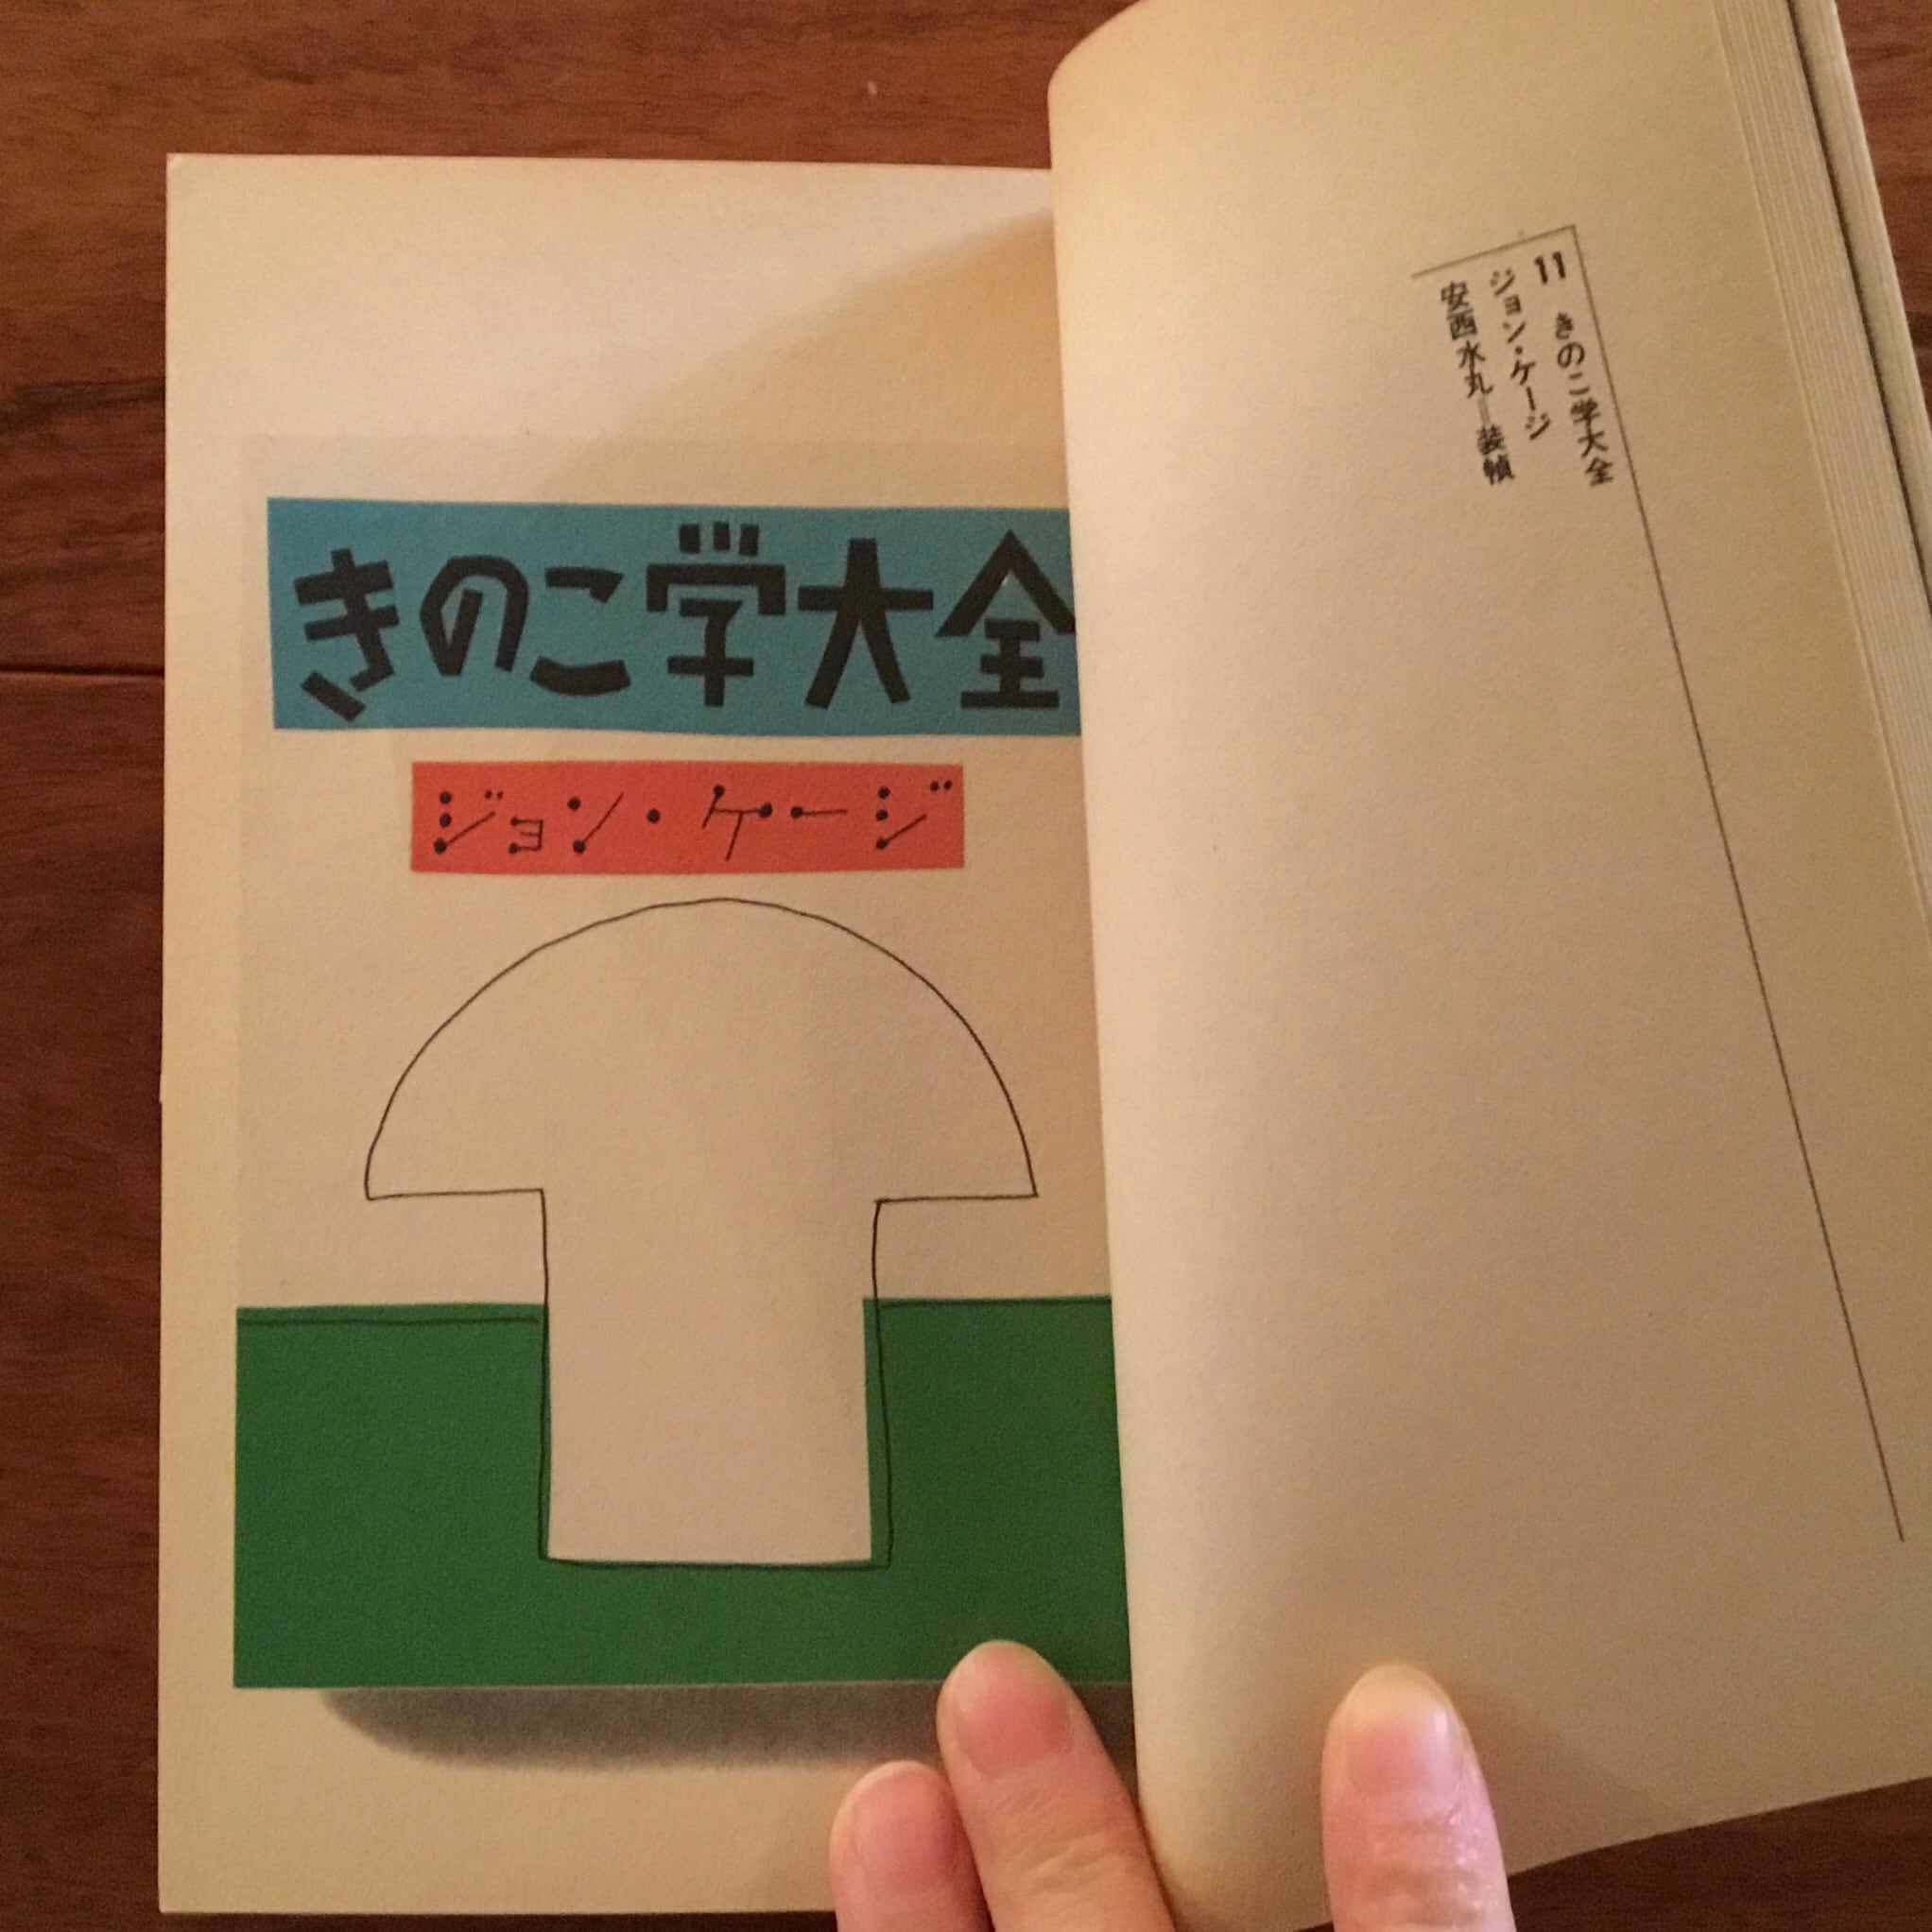 きのこ学大全
ジョン・ケージ
11 きのこ学大全
ジョン・ケージ
安西水丸=装幀